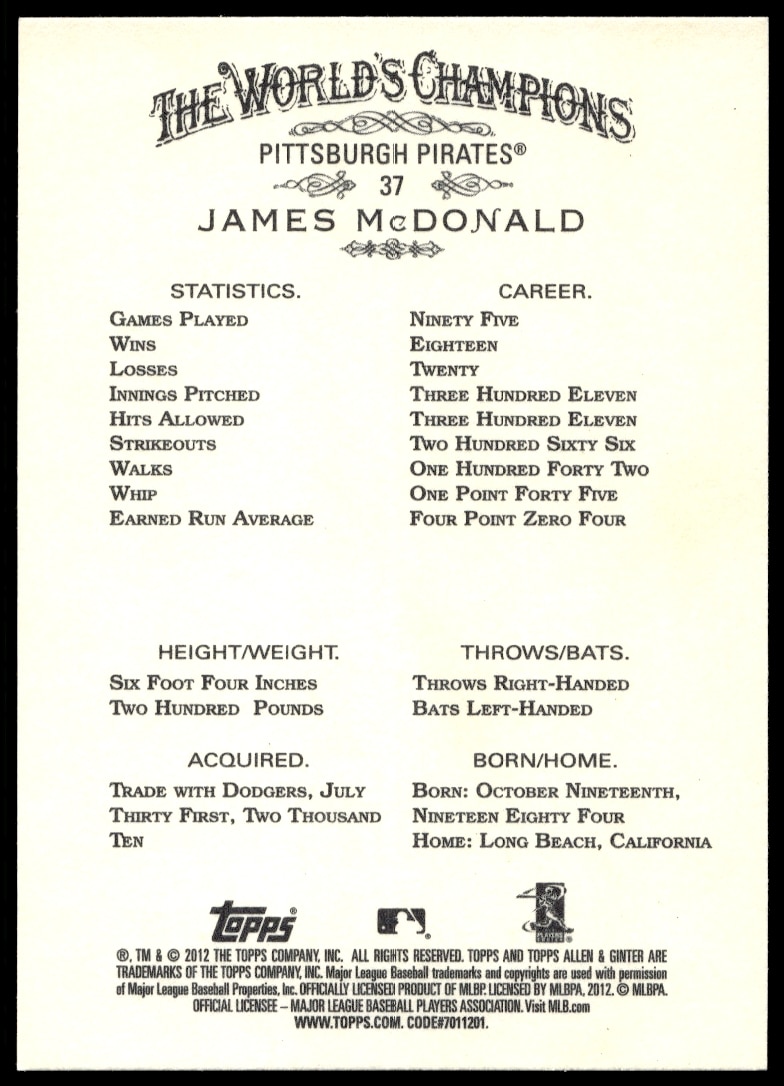 THE WORLD'S CHAMPIONS
PITTSBURGH PIRATES®
37
JAMES McDONALD
STATISTICS. CAREER.
GAMES PLAYED NINETY FIVE
WINS EIGHTEEN
LOSSES TWENTY
INNINGS PITCHED THREE HUNDRED ELEVEN
HITS ALLOWED THREE HUNDRED ELEVEN
STRIKEOUTS TWO HUNDRED SIXTY SIX
WALKS ONE HUNDRED FORTY TWO
WHIP ONE POINT FORTY FIVE
EARNED RUN AVERAGE FOUR POINT ZERO FOUR
HEIGHT/WEIGHT. THROWS/BATS.
SIX FOOT FOUR INCHES THROWS RIGHT-HANDED
TWO HUNDRED POUNDS BATS LEFT-HANDED
ACQUIRED.
TRADE WITH DODGERS, JULY
THIRTY FIRST, TWO THOUSAND
TEN
BORN/HOME.
BORN: OCTOBER NINETEENTH,
NINETEEN EIGHTY FOUR
HOME: LONG BEACH, CALIFORNIA
Topps®
PLAYERS
®, TM & © 2012 THE TOPPS COMPANY, INC. ALL RIGHTS RESERVED. TOPPS AND TOPPS ALLEN & GINTER ARE
TRADEMARKS OF THE TOPPS COMPANY, INC. Major League Baseball trademarks and copyrights are used with permission
of Major League Baseball Properties, Inc. OFFICIALLY LICENSED PRODUCT OF MLBP. LICENSED BY MLBPA, 2012. © MLBPA.
OFFICIAL LICENSEE – MAJOR LEAGUE BASEBALL PLAYERS ASSOCIATION. Visit MLB.com
WWW.TOPPS.COM. CODE#7011201.